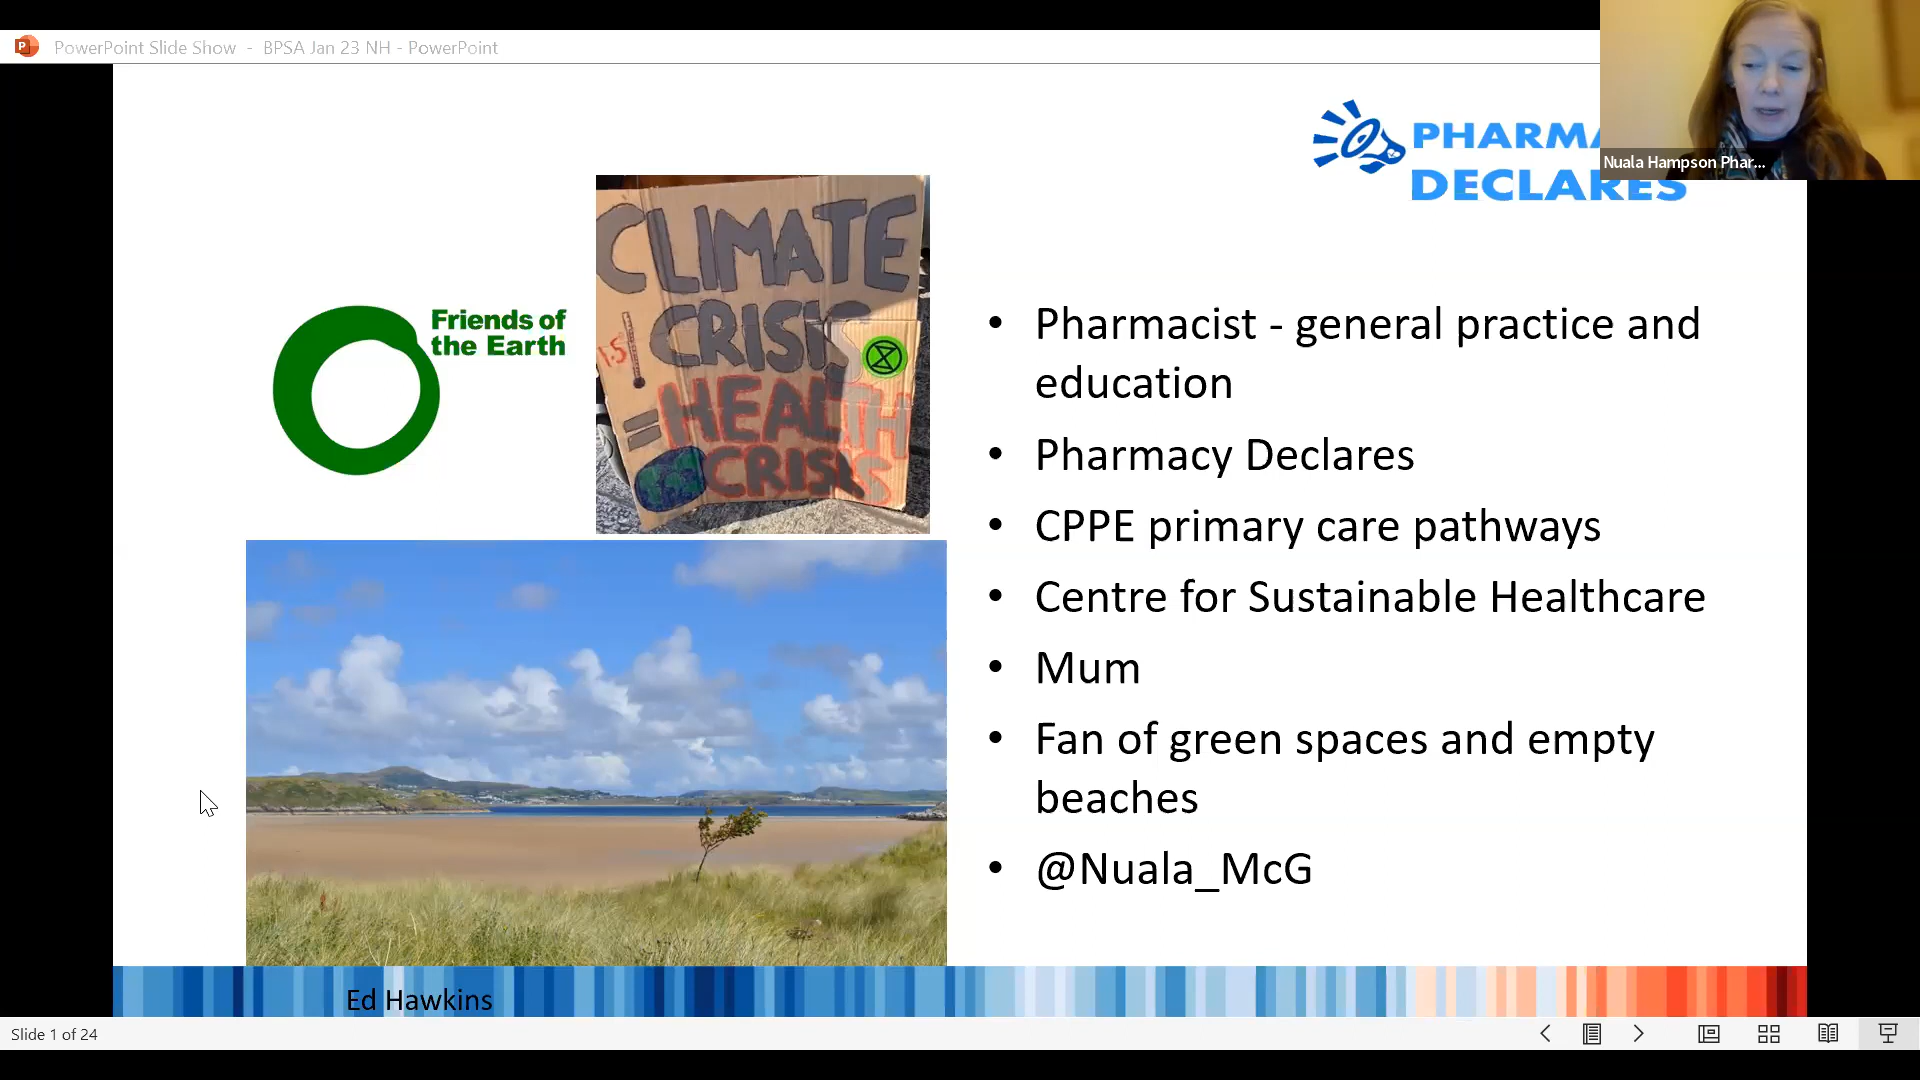 PowerPoint Slide Show - BPSA Jan 23 NH - PowerPoint
Nuala Hampson Phar...
PHARMA
DECLARES
Friends of
the Earth
CLIMATE
CRISIS
1.5
= HEALTH
CRISIS
• Pharmacist - general practice and
education
• Pharmacy Declares
• CPPE primary care pathways
• Centre for Sustainable Healthcare
• Mum
• Fan of green spaces and empty
beaches
• @Nuala_McG
Ed Hawkins
Slide 1 of 24